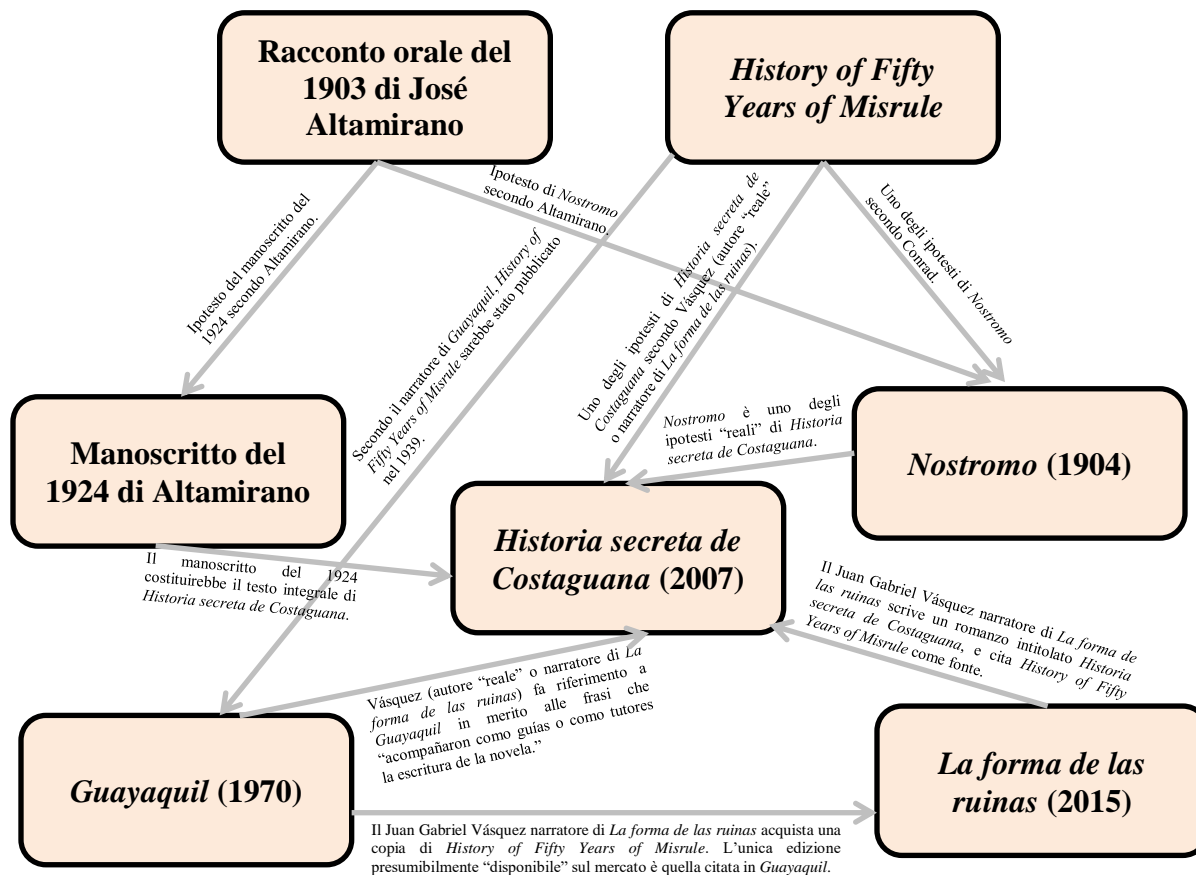 Racconto orale del
1903 di José
Altamirano
History of Fifty
Years of Misrule
Ipotesto del manoscritto del
1924 secondo Altamirano.
Ipotesto di Nostromo
secondo Altamirano.
Secondo il narratore di Guayaquil, History of
Fifty Years of Misrule sarebbe stato pubblicato
nel 1939.
Uno degli ipotesti di Historia secreta de
Costaguana secondo Vásquez (autore “reale”
o narratore di La forma de las ruinas).
Uno degli ipotesti di Nostromo
secondo Conrad.
Manoscritto del
1924 di Altamirano
Nostromo è uno degli
ipotesti “reali” di Historia
secreta de Costaguana.
Nostromo (1904)
Historia secreta de
Costaguana (2007)
Il manoscritto del 1924
costituirebbe il testo integrale di
Historia secreta de Costaguana.
Il Juan Gabriel Vásquez narratore di La forma de
las ruinas scrive un romanzo intitolato Historia
secreta de Costaguana, e cita History of Fifty
Years of Misrule come fonte.
Vásquez (autore “reale” o narratore di La
forma de las ruinas) fa riferimento a
Guayaquil in merito alle frasi che
“acompañaron como guías o como tutores
la escritura de la novela.”
Guayaquil (1970)
La forma de las
ruinas (2015)
Il Juan Gabriel Vásquez narratore di La forma de las ruinas acquista una
copia di History of Fifty Years of Misrule. L'unica edizione
presumibilmente “disponibile” sul mercato è quella citata in Guayaquil.